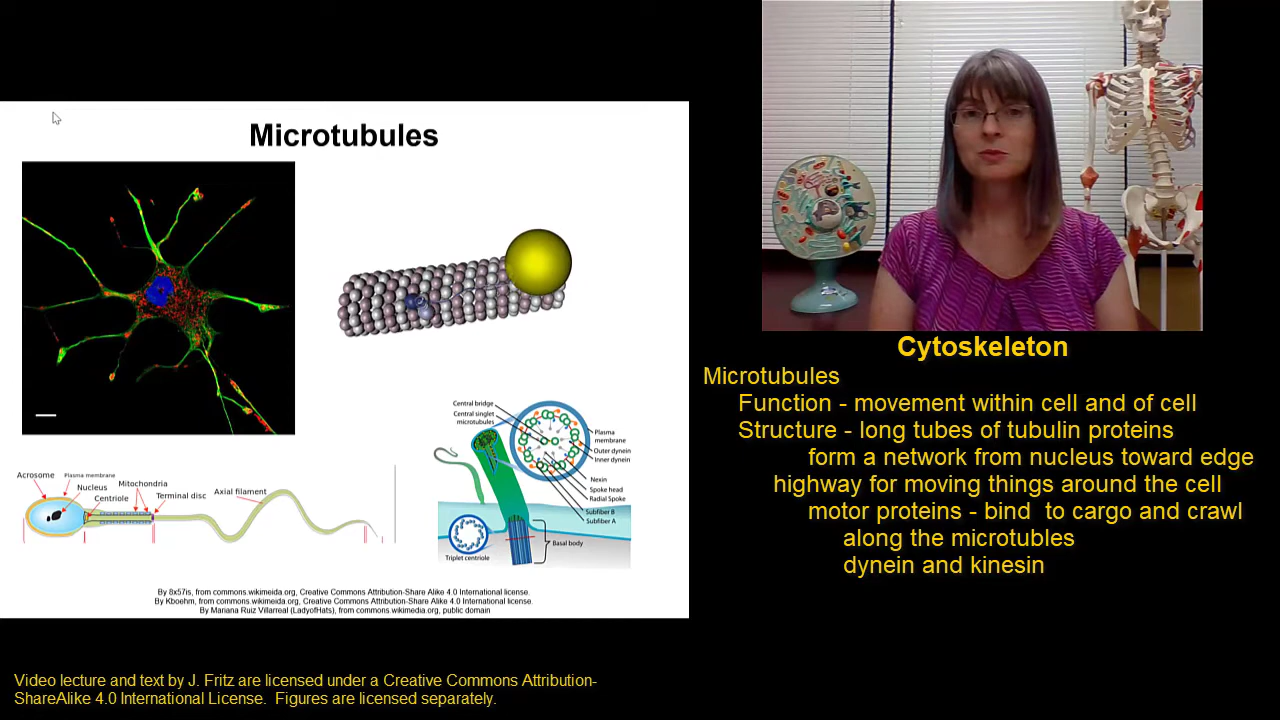 Microtubules
Acrosome
Plasma membrane
Nucleus
Mitochondria
Centriole
Terminal disc
Axial filament
Central bridge
Central singlet
microtubules
Plasma
membrane
Outer dynein
Inner dynein
Nexin
Spoke head
Radial Spoke
Subfiber B
Subfiber A
Triplet centriole
Basal body
By 8x57is, from commons.wikimeida.org, Creative Commons Attribution-Share Alike 4.0 International license.
By Kboehm, from commons.wikimeida.org, Creative Commons Attribution-Share Alike 4.0 International license.
By Mariana Ruiz Villarreal (LadyofHats), from commons.wikimedia.org, public domain
Cytoskeleton
Microtubules
Function - movement within cell and of cell
Structure - long tubes of tubulin proteins
form a network from nucleus toward edge
highway for moving things around the cell
motor proteins - bind to cargo and crawl
along the microtubles
dynein and kinesin
Video lecture and text by J. Fritz are licensed under a Creative Commons Attribution-
ShareAlike 4.0 International License. Figures are licensed separately.